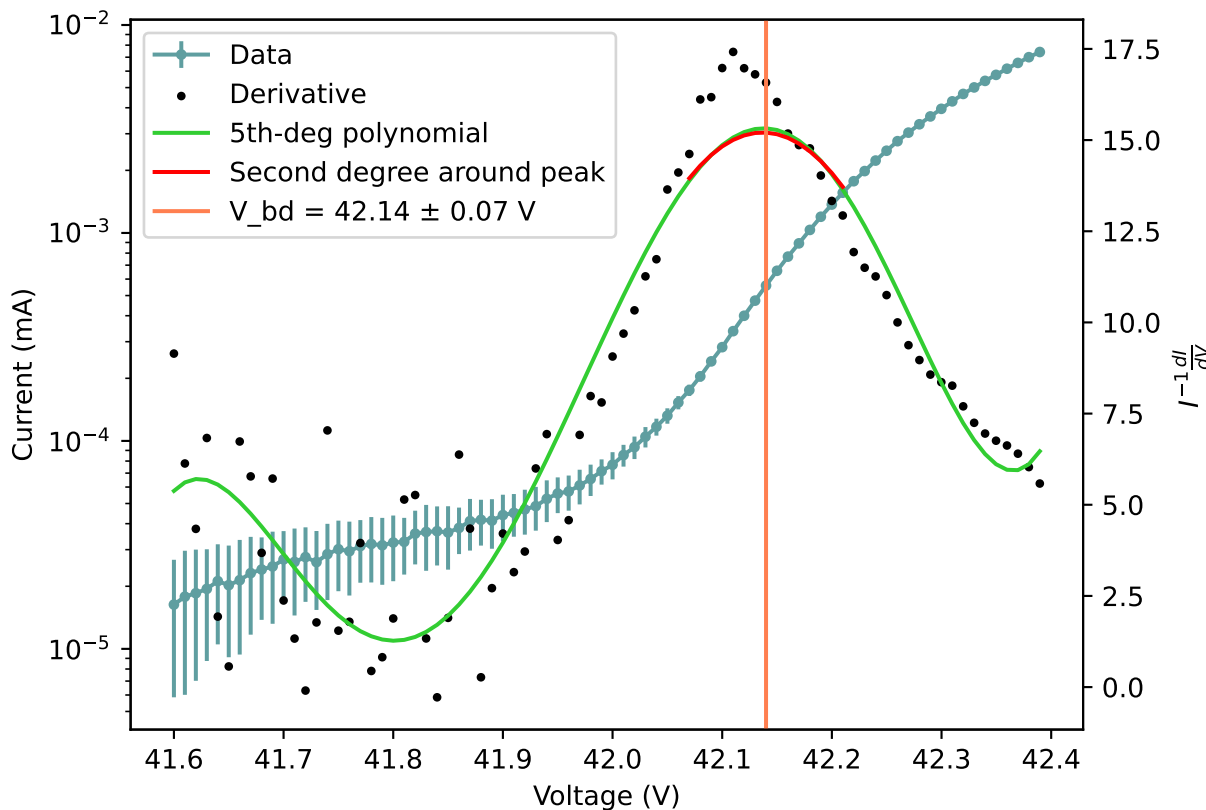 Data
Derivative
5th-deg polynomial
Second degree around peak
V_bd = 42.14 ± 0.07 V
Current (mA)
10⁻²
10⁻³
10⁻⁴
10⁻⁵
17.5
15.0
12.5
10.0
7.5
5.0
2.5
0.0
I⁻¹ dI/dV
41.6 41.7 41.8 41.9 42.0 42.1 42.2 42.3 42.4
Voltage (V)